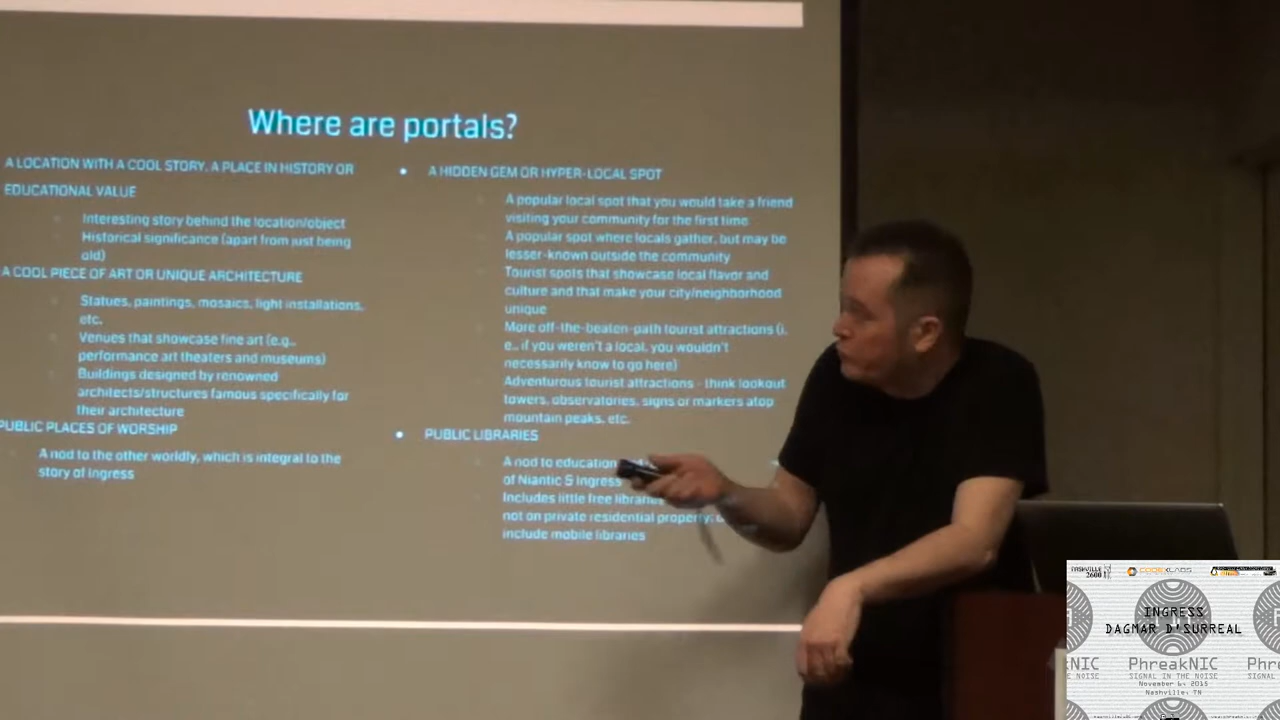 Where are portals?
A LOCATION WITH A COOL STORY, A PLACE IN HISTORY OR
EDUCATIONAL VALUE
Interesting story behind the location/object
Historical significance (apart from just being
old)
A COOL PIECE OF ART OR UNIQUE ARCHITECTURE
Statues, paintings, mosaics, light installations,
etc.
Venues that showcase fine art (e.g.,
performance art theaters and museums)
Buildings designed by renowned
architects/structures famous specifically for
their architecture
PUBLIC PLACES OF WORSHIP
A nod to the other worldly, which is integral to the
story of Ingress
• A HIDDEN GEM OR HYPER-LOCAL SPOT
A popular local spot that you would take a friend
visiting your community for the first time
A popular spot where locals gather, but may be
lesser-known outside the community
Tourist spots that showcase local flavor and
culture and that make your city/neighborhood
unique
More off-the-beaten-path tourist attractions (i.
e., if you weren't a local, you wouldn't
necessarily know to go here)
Adventurous tourist attractions - think lookout
towers, observatories, signs or markers atop
mountain peaks, etc.
• PUBLIC LIBRARIES
A nod to education
of Niantic & Ingress
Includes little free
not on private residential property;
include mobile libraries
NASHVILLE
2600
CODEXLABS
INGRESS
DAGMAR D'SURREAL
PhreakNIC
SIGNAL IN THE NOISE
November 6, 2015
Nashville, TN